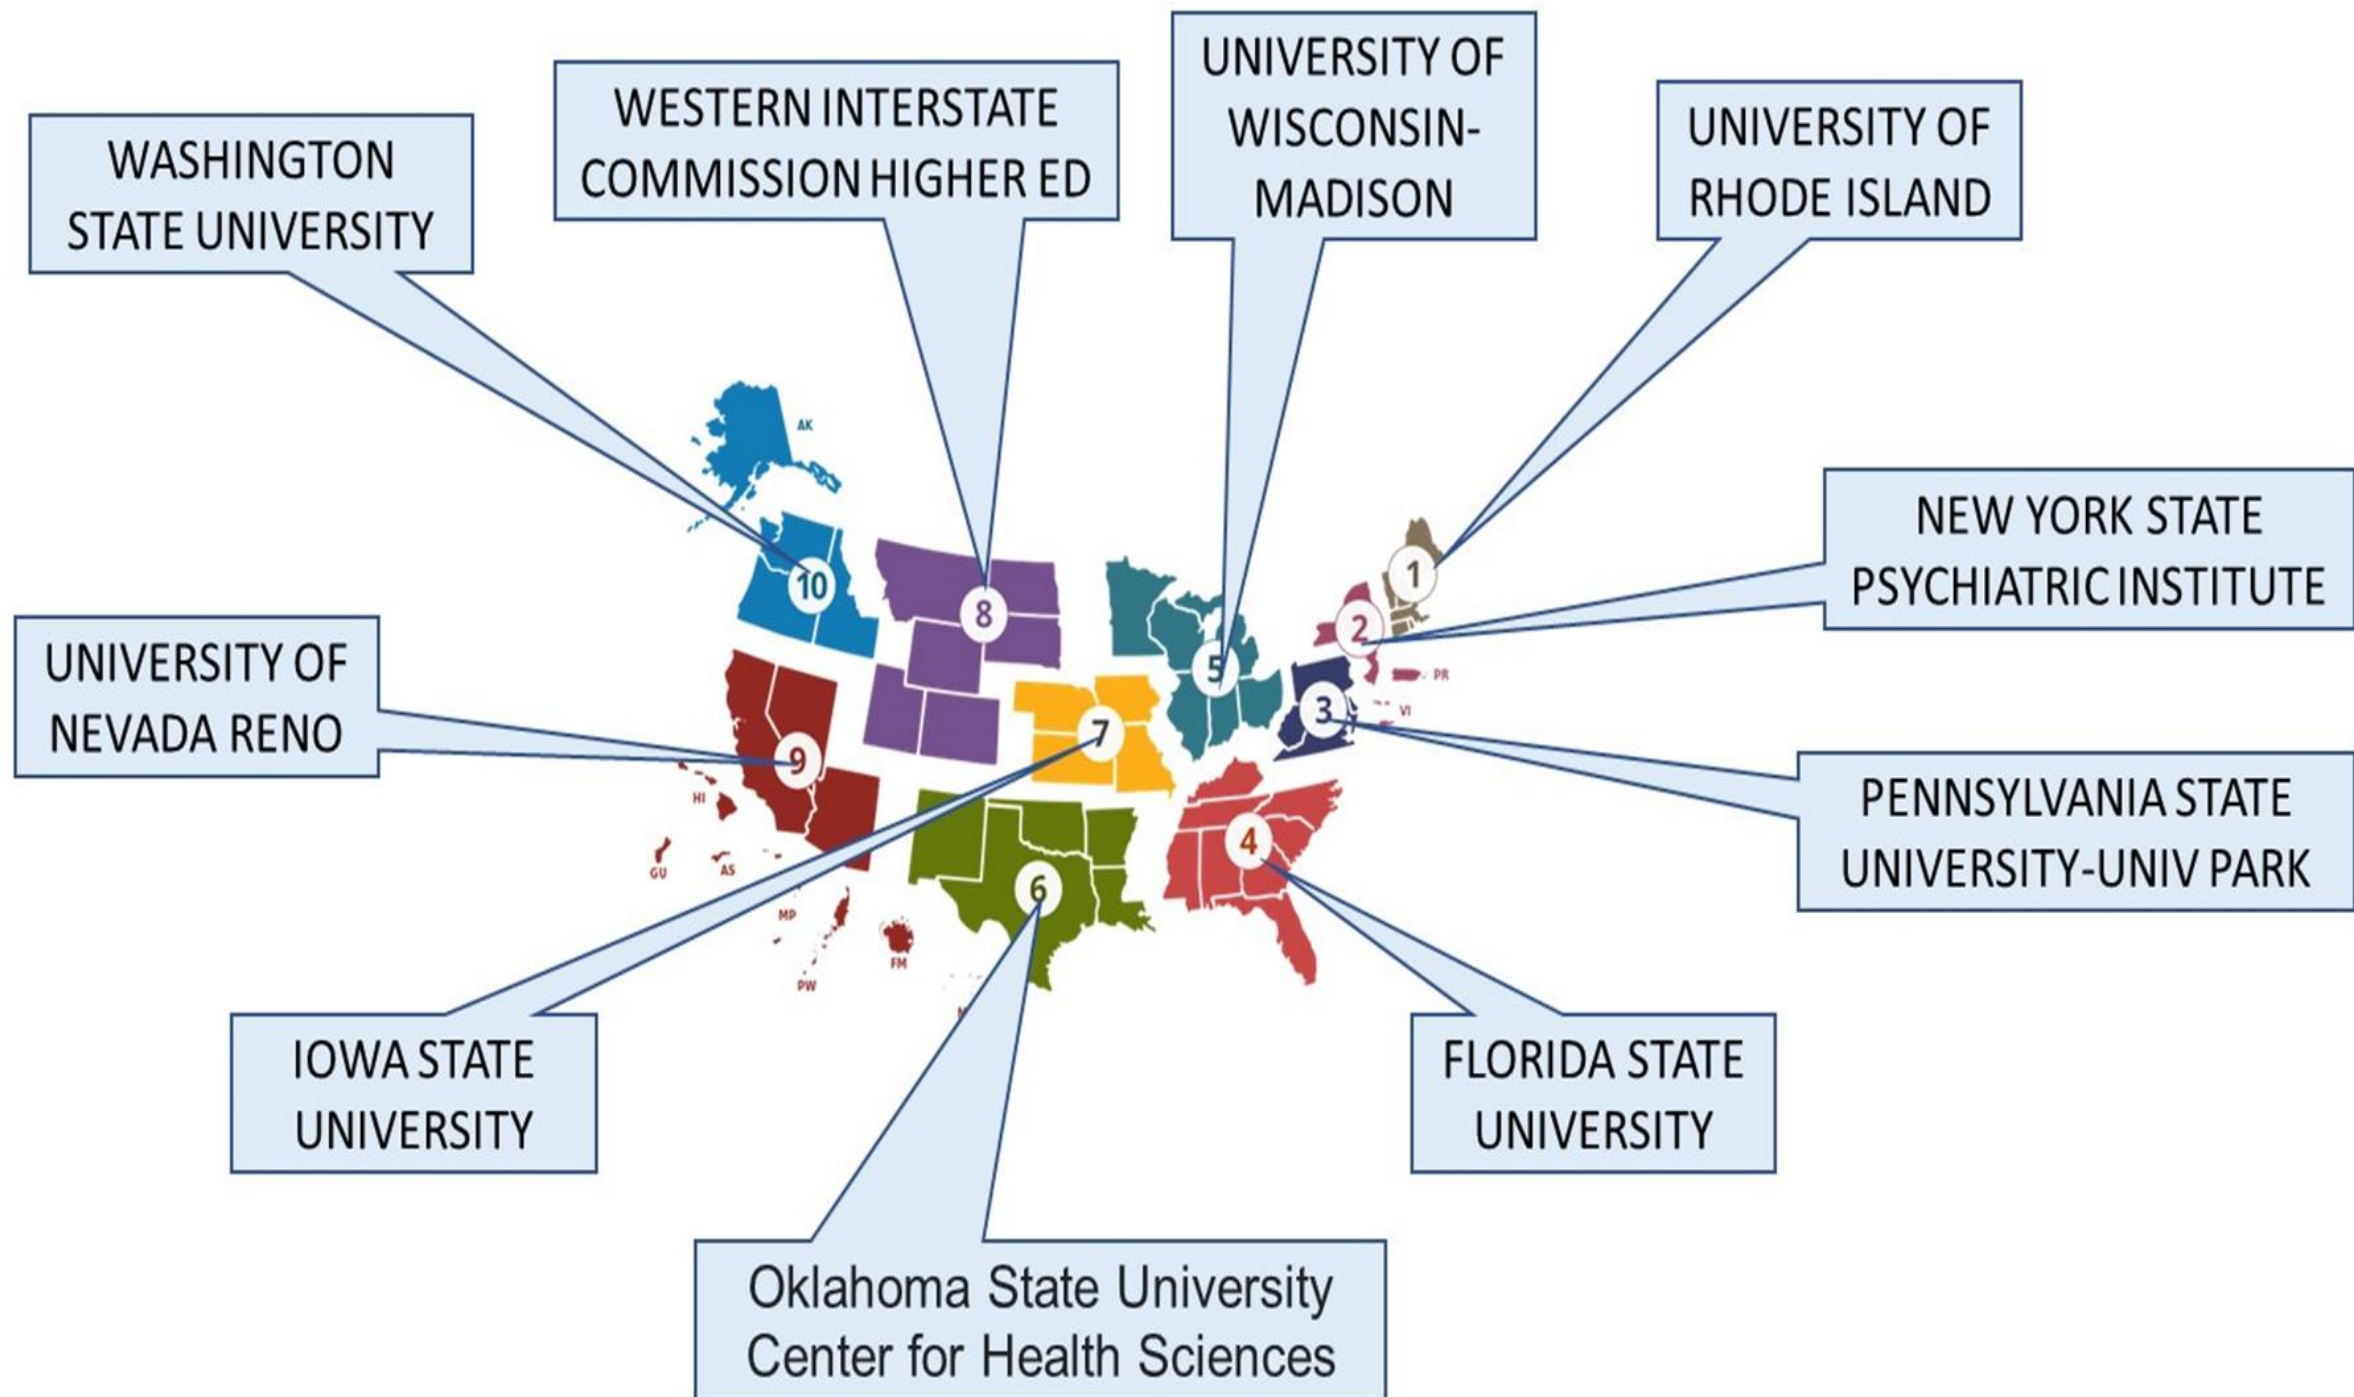 UNIVERSITY OF
WISCONSIN-
MADISON
WESTERN INTERSTATE
COMMISSION HIGHER ED
UNIVERSITY OF
RHODE ISLAND
WASHINGTON
STATE UNIVERSITY
AK
NEW YORK STATE
PSYCHIATRIC INSTITUTE
10
8
1
2
5
PR
3
VI
UNIVERSITY OF
NEVADA RENO
7
9
HI
PENNSYLVANIA STATE
UNIVERSITY-UNIV PARK
4
GU
AS
6
MP
FM
PW
IOWA STATE
UNIVERSITY
FLORIDA STATE
UNIVERSITY
Oklahoma State University
Center for Health Sciences